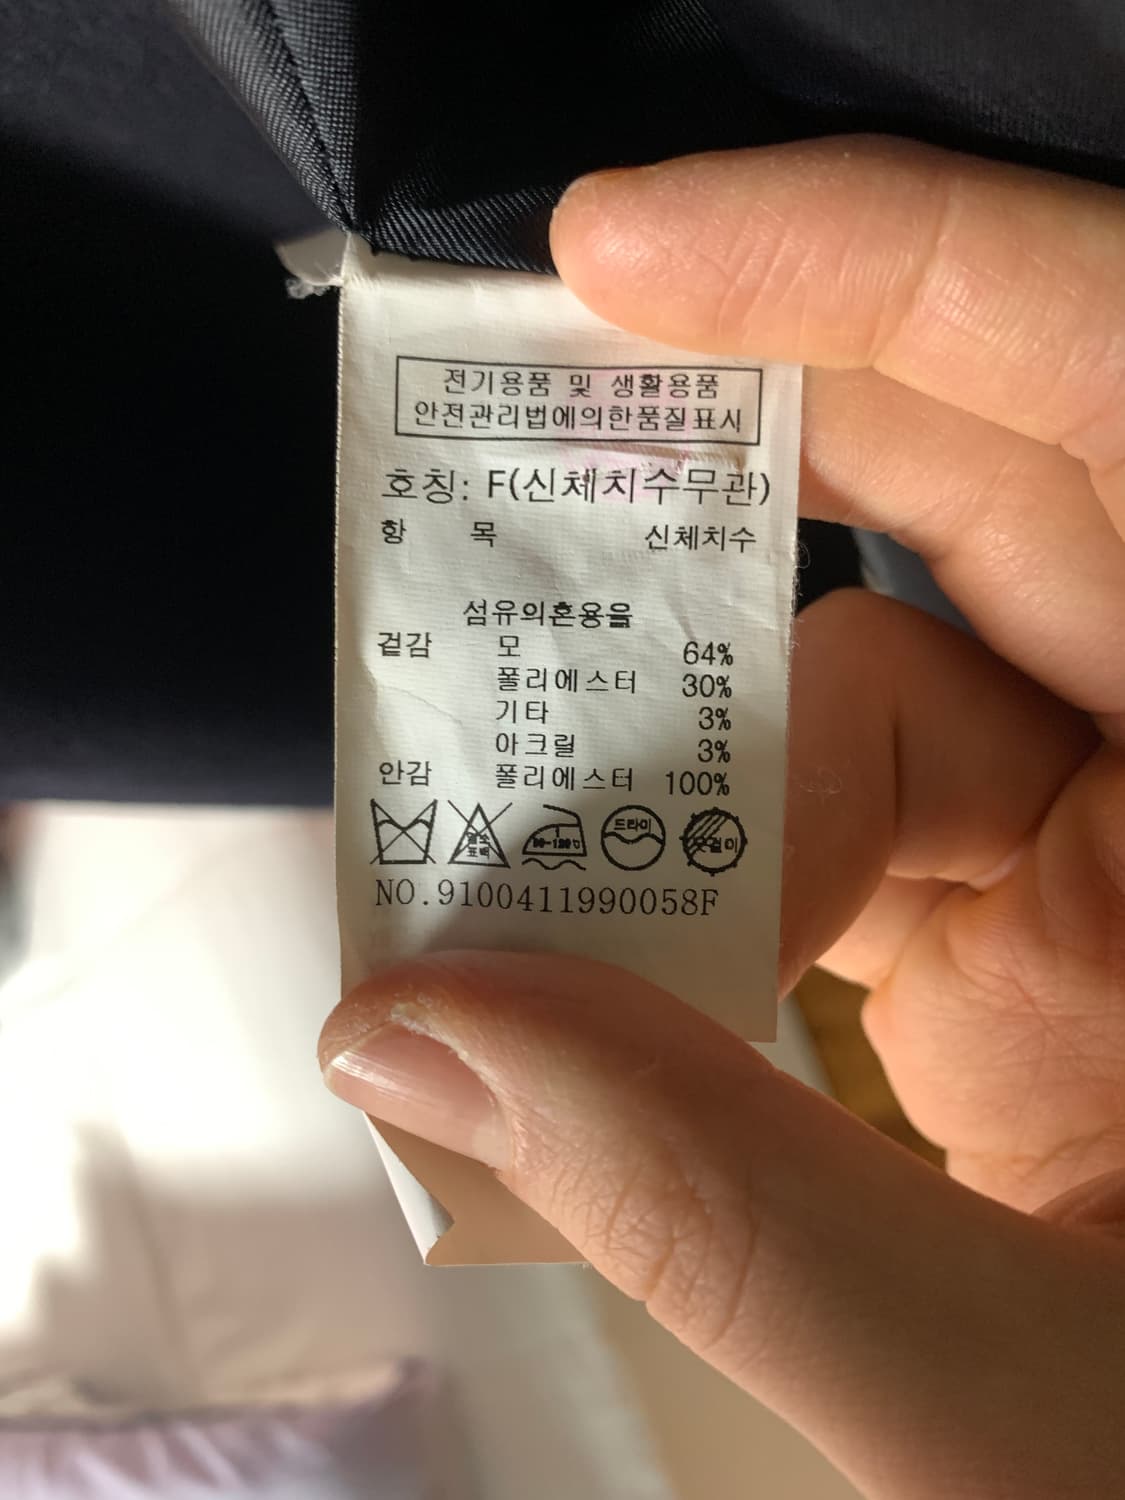 전기용품 및 생활용품
안전관리법에의한품질표시
호칭: F(신체치수무관)
항 목 신체치수
섬유의혼용율
겉감 모 64%
폴리에스터 30%
기타 3%
아크릴 3%
안감 폴리에스터 100%
드라이
NO.9100411990058F